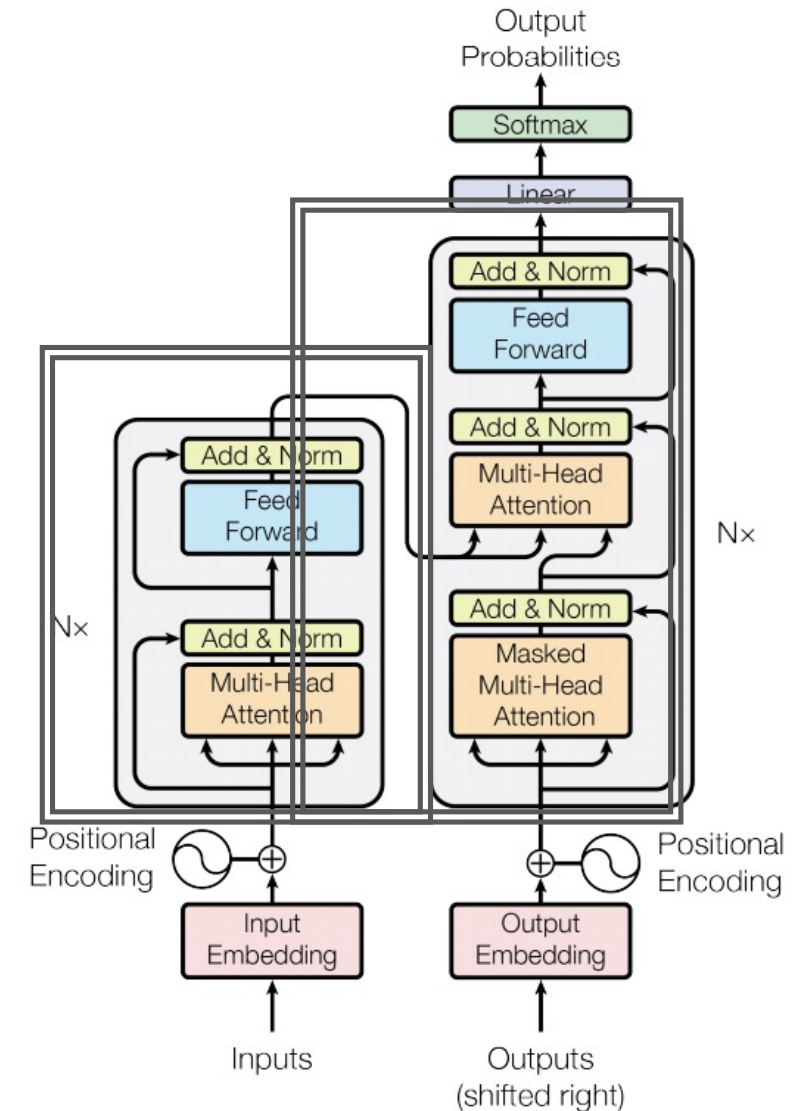 Output
Probabilities
Softmax
Linear
Add & Norm
Feed
Forward
Add & Norm
Multi-Head
Attention
Nx
Add & Norm
Masked
Multi-Head
Attention
Add & Norm
Feed
Forward
Nx
Add & Norm
Multi-Head
Attention
Positional
Encoding
Positional
Encoding
Input
Embedding
Output
Embedding
Inputs
Outputs
(shifted right)